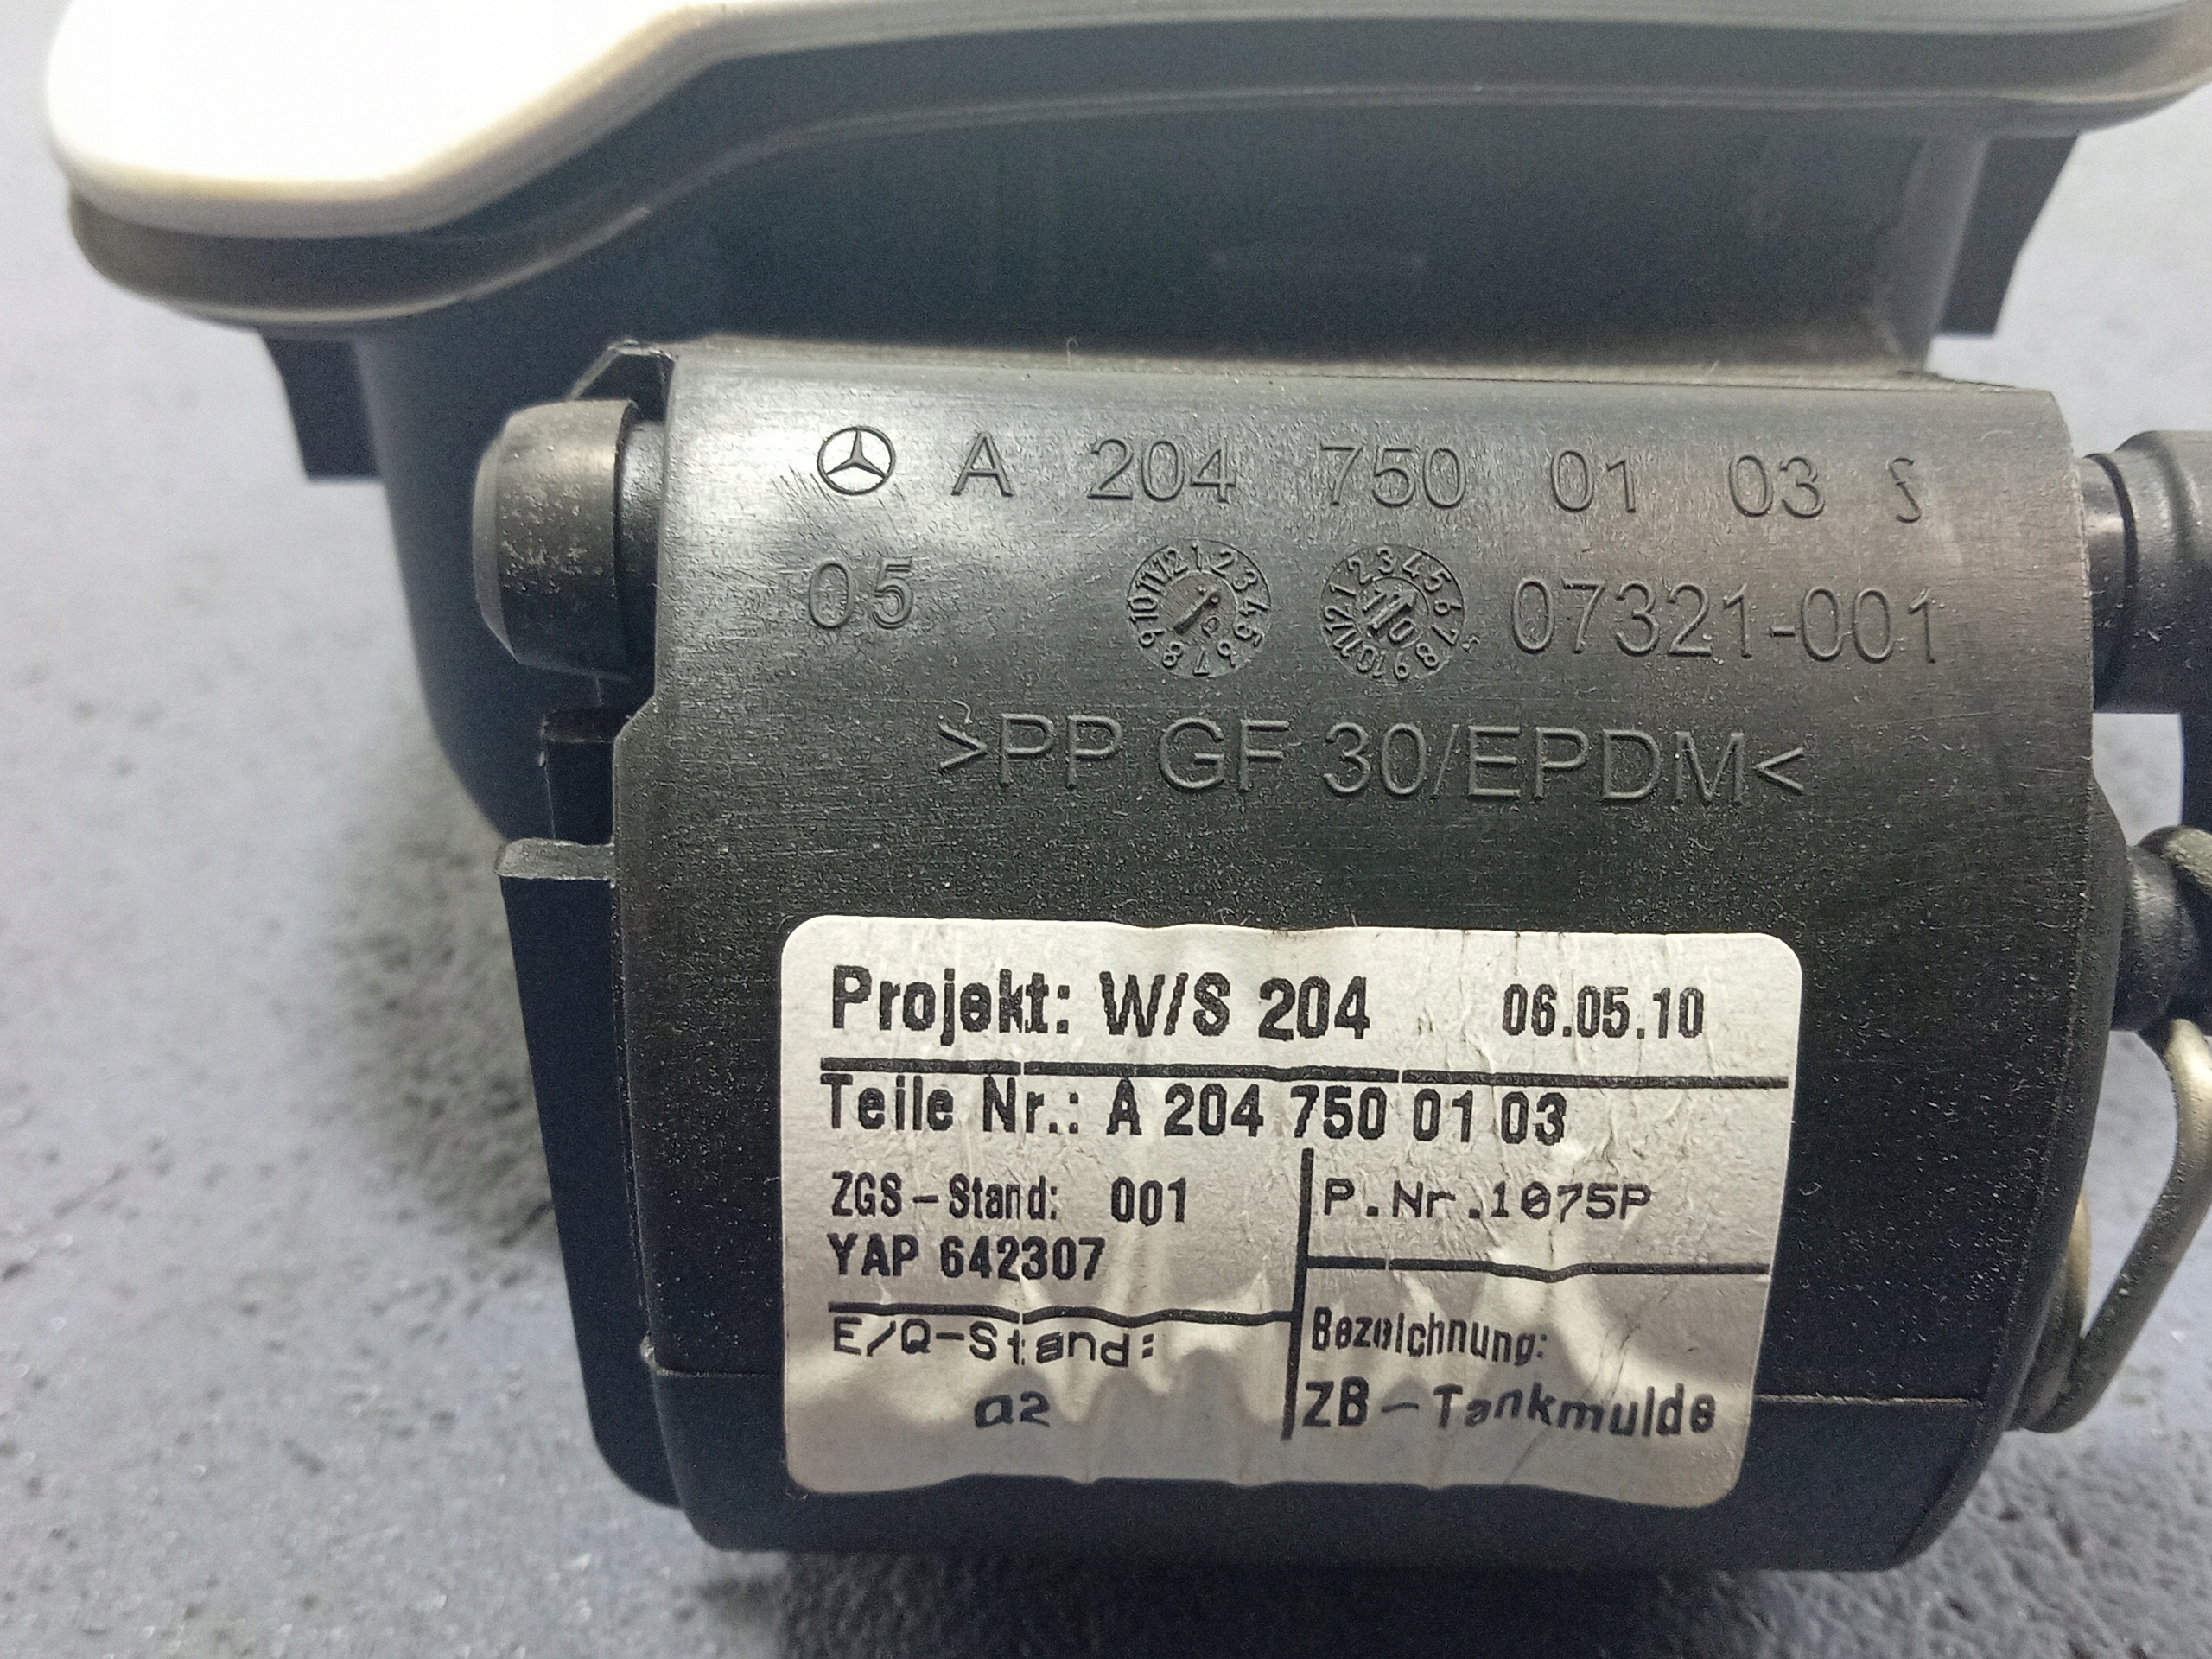 A 204 750 01 03
05 07321-001
>PP GF 30/EPDM<
Projekt: W/S 204 06.05.10
Teile Nr.: A 204 750 01 03
ZGS-Stand: 001 P.Nr.1075P
YAP 642307
E/Q-Stand: Bezeichnung:
02 ZB-Tankmulde